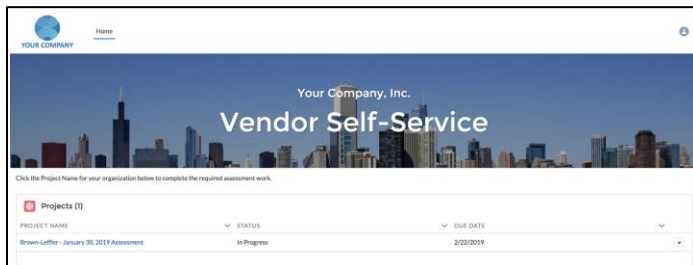 YOUR COMPANY
Home
Your Company, Inc.
Vendor Self-Service
Click the Project Name for your organization below to complete the required assessment work.
Projects (1)
PROJECT NAME STATUS DUE DATE
Brown-Leffler - January 30, 2019 Assessment In Progress 2/22/2019